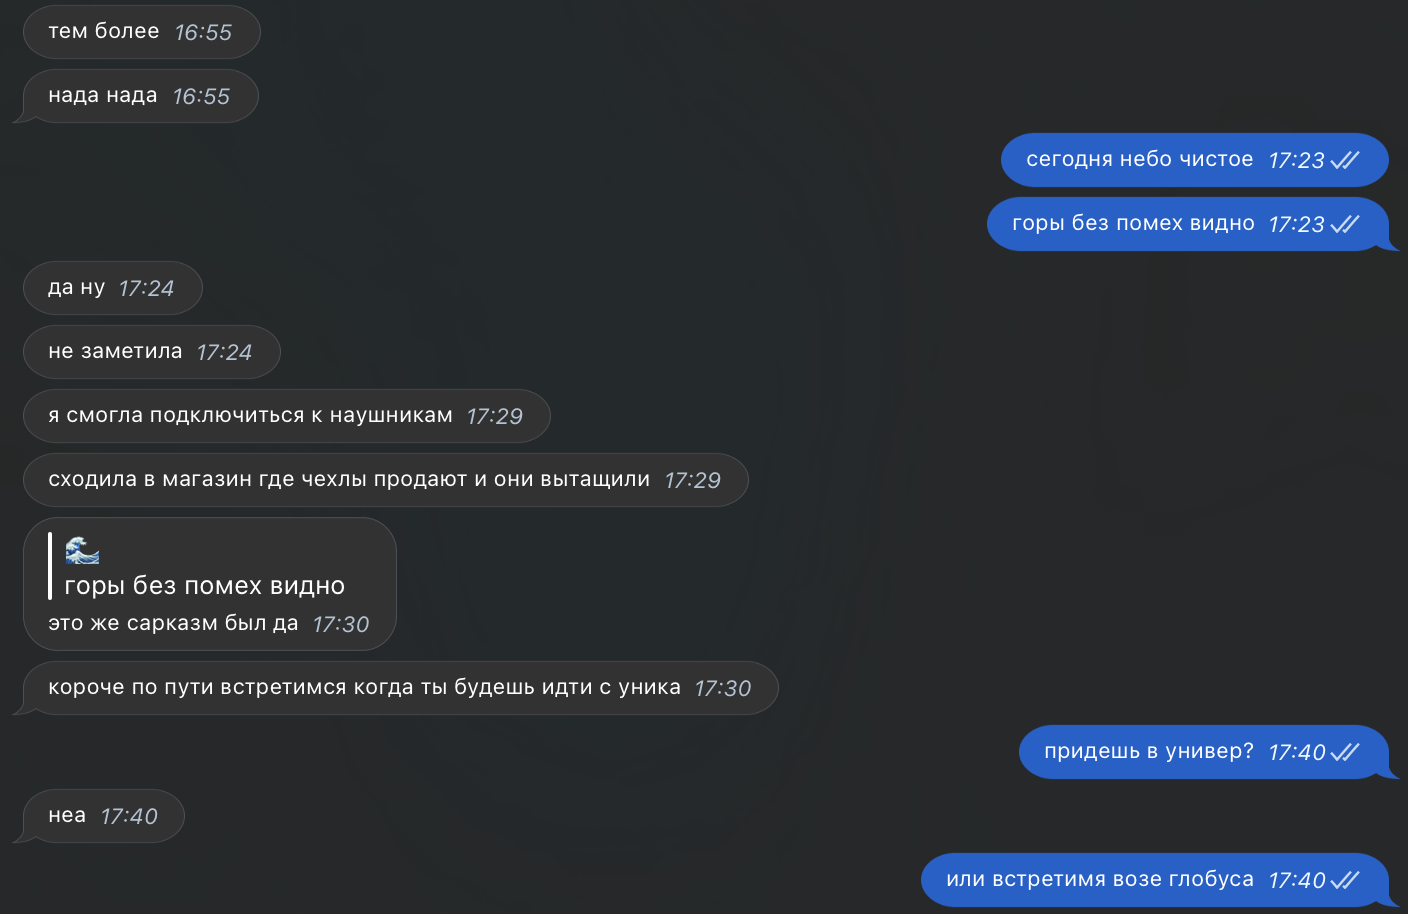 тем более 16:55
нада нада 16:55
сегодня небо чистое 17:23
горы без помех видно 17:23
да ну 17:24
не заметила 17:24
я смогла подключиться к наушникам 17:29
сходила в магазин где чехлы продают и они вытащили 17:29
🌊
горы без помех видно
это же сарказм был да 17:30
короче по пути встретимся когда ты будешь идти с уника 17:30
придешь в универ? 17:40
неа 17:40
или встретимя возе глобуса 17:40